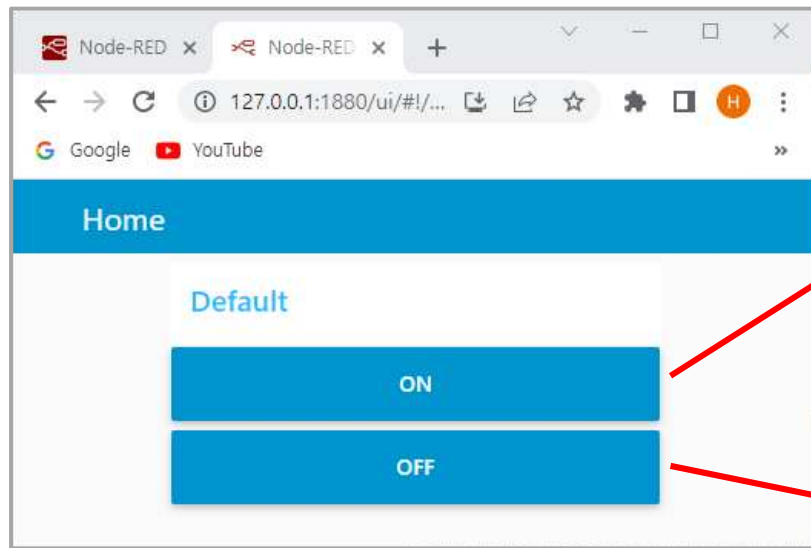 Node-RED Node-RED
127.0.0.1:1880/ui/#!/... H
Google YouTube
Home
Default
ON
OFF